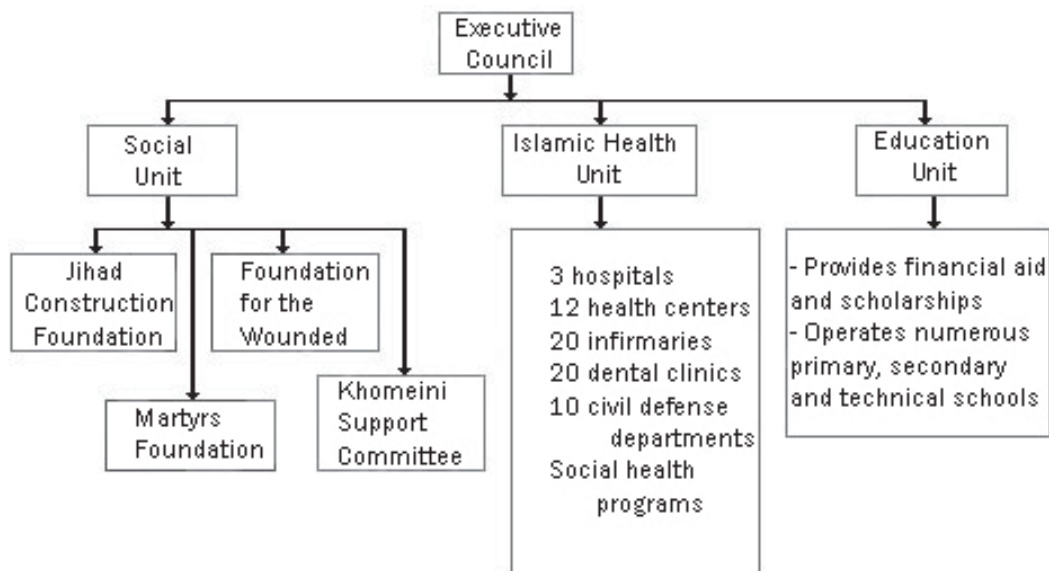 Executive
Council
Social
Unit
Islamic Health
Unit
Education
Unit
Jihad
Construction
Foundation
Foundation
for the
Wounded
Martyrs
Foundation
Khomeini
Support
Committee
3 hospitals
12 health centers
20 infirmaries
20 dental clinics
10 civil defense
departments
Social health
programs
- Provides financial aid
and scholarships
- Operates numerous
primary, secondary
and technical schools